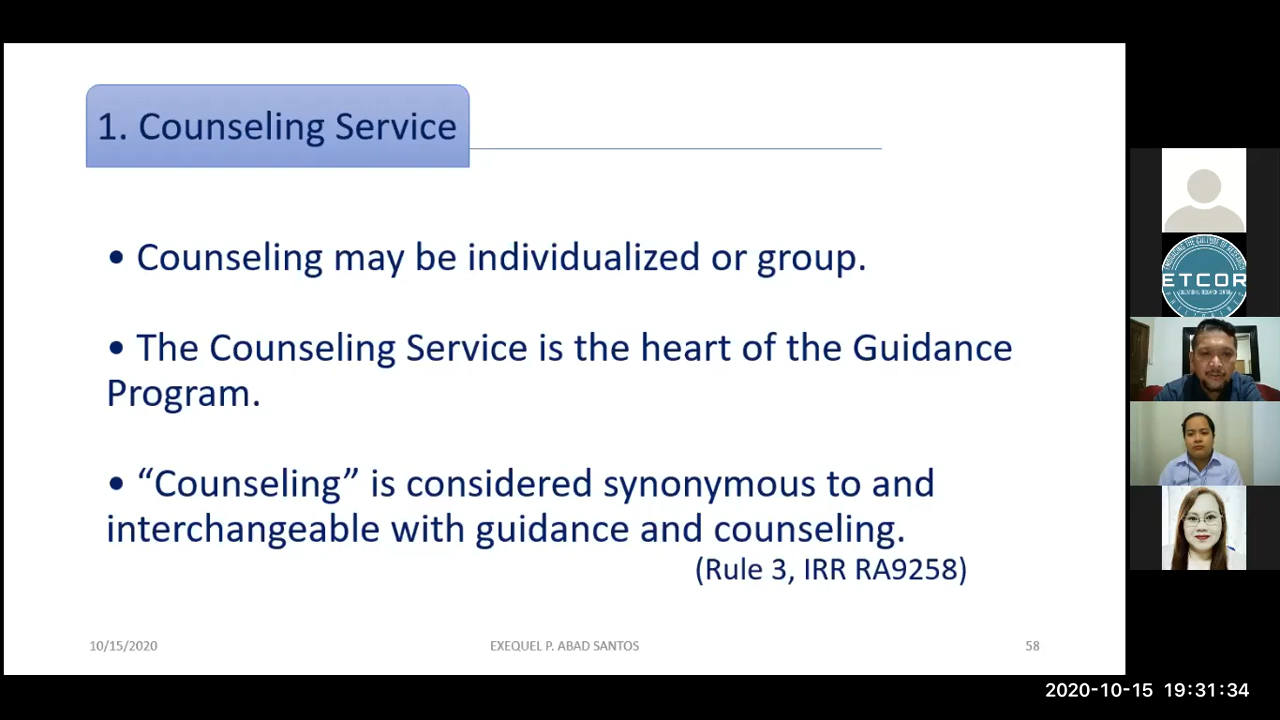 1. Counseling Service
• Counseling may be individualized or group.
• The Counseling Service is the heart of the Guidance
Program.
• “Counseling” is considered synonymous to and
interchangeable with guidance and counseling.
(Rule 3, IRR RA9258)
10/15/2020
EXEQUEL P. ABAD SANTOS
58
ETCOR
2020-10-15 19:31:34